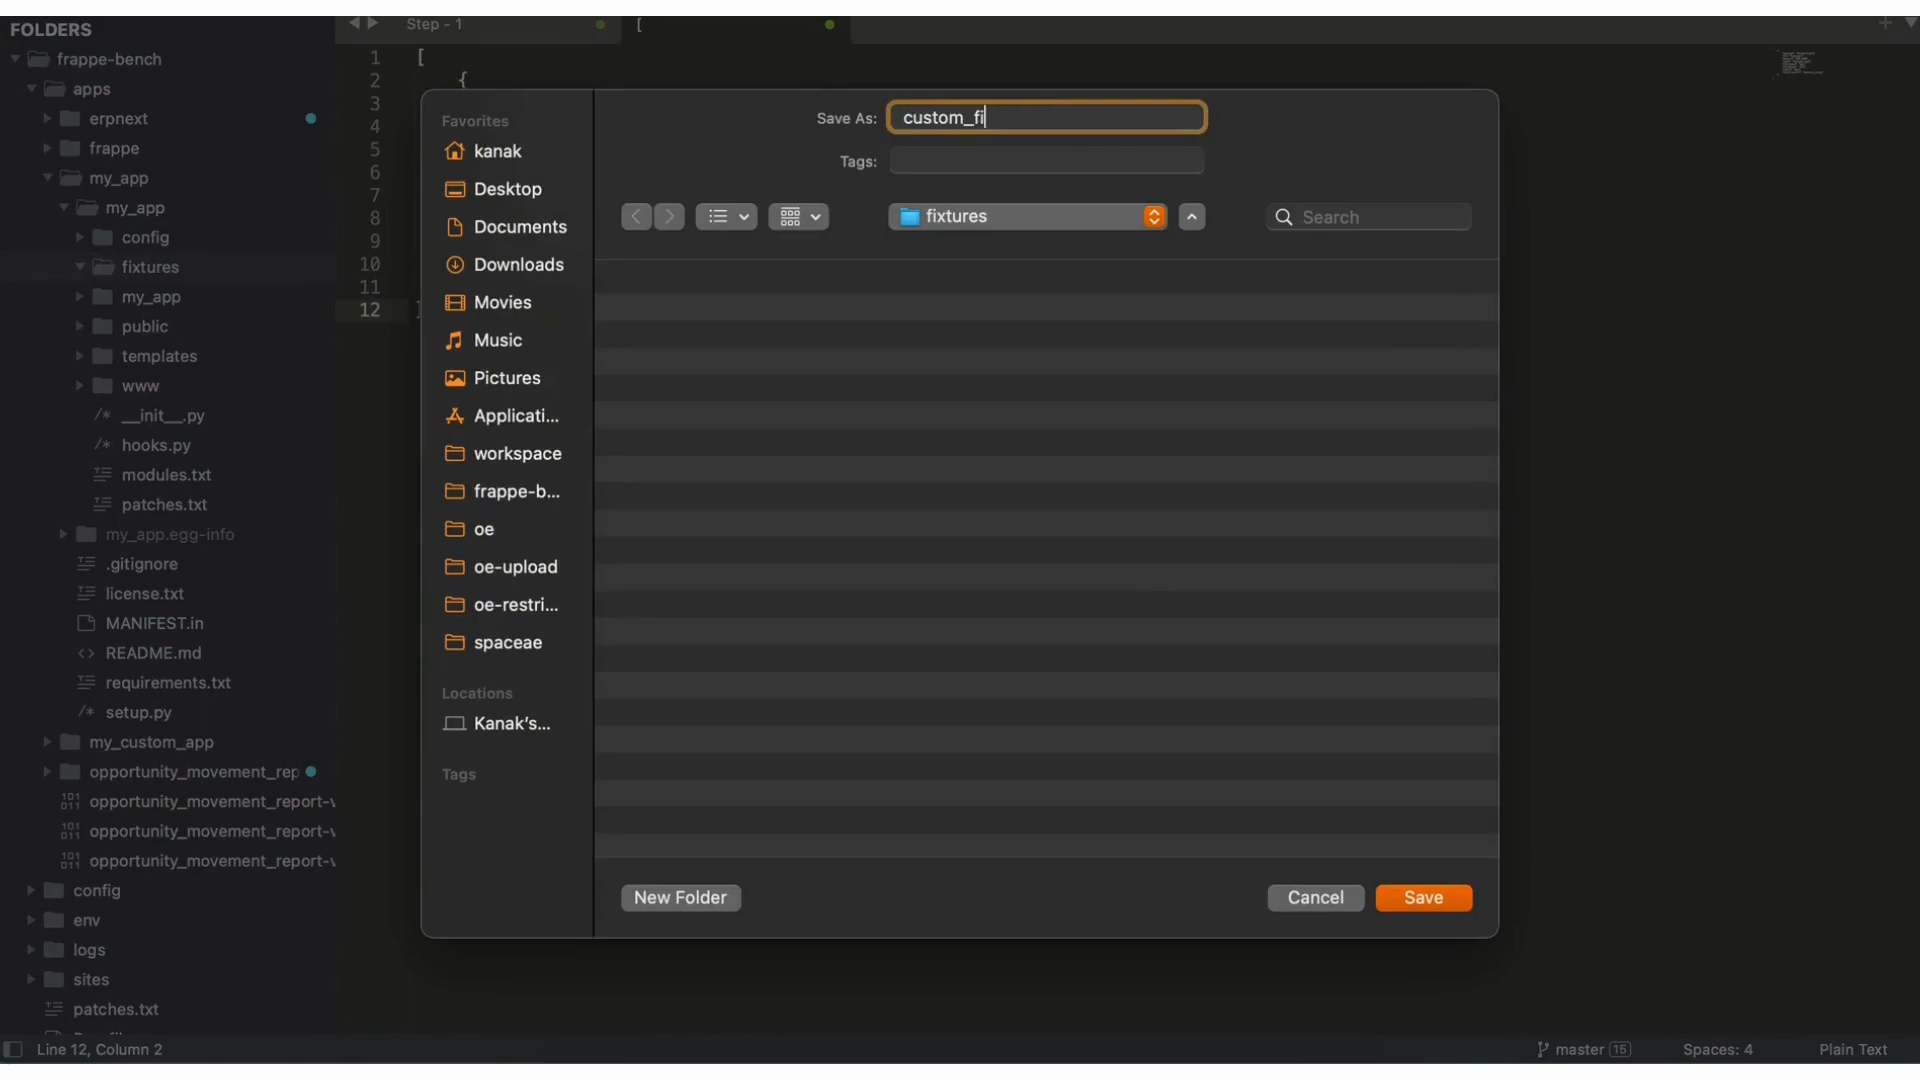 FOLDERS
frappe-bench
apps
erpnext
frappe
my_app
my_app
config
fixtures
my_app
public
templates
www
/* __init__.py
/* hooks.py
modules.txt
patches.txt
my_app.egg-info
.gitignore
license.txt
MANIFEST.in
<> README.md
requirements.txt
/* setup.py
my_custom_app
opportunity_movement_rep
opportunity_movement_report-v
opportunity_movement_report-v
opportunity_movement_report-v
config
env
logs
sites
patches.txt
Step - 1
[
1 [
2 {
3
4
5
6
7
8
9
10
11
12 ]
Favorites
kanak
Desktop
Documents
Downloads
Movies
Music
Pictures
Applicati...
workspace
frappe-b...
oe
oe-upload
oe-restri...
spaceae
Locations
Kanak's...
Tags
Save As: custom_fi
Tags:
fixtures
Search
New Folder
Cancel
Save
Line 12, Column 2
master 15
Spaces: 4
Plain Text